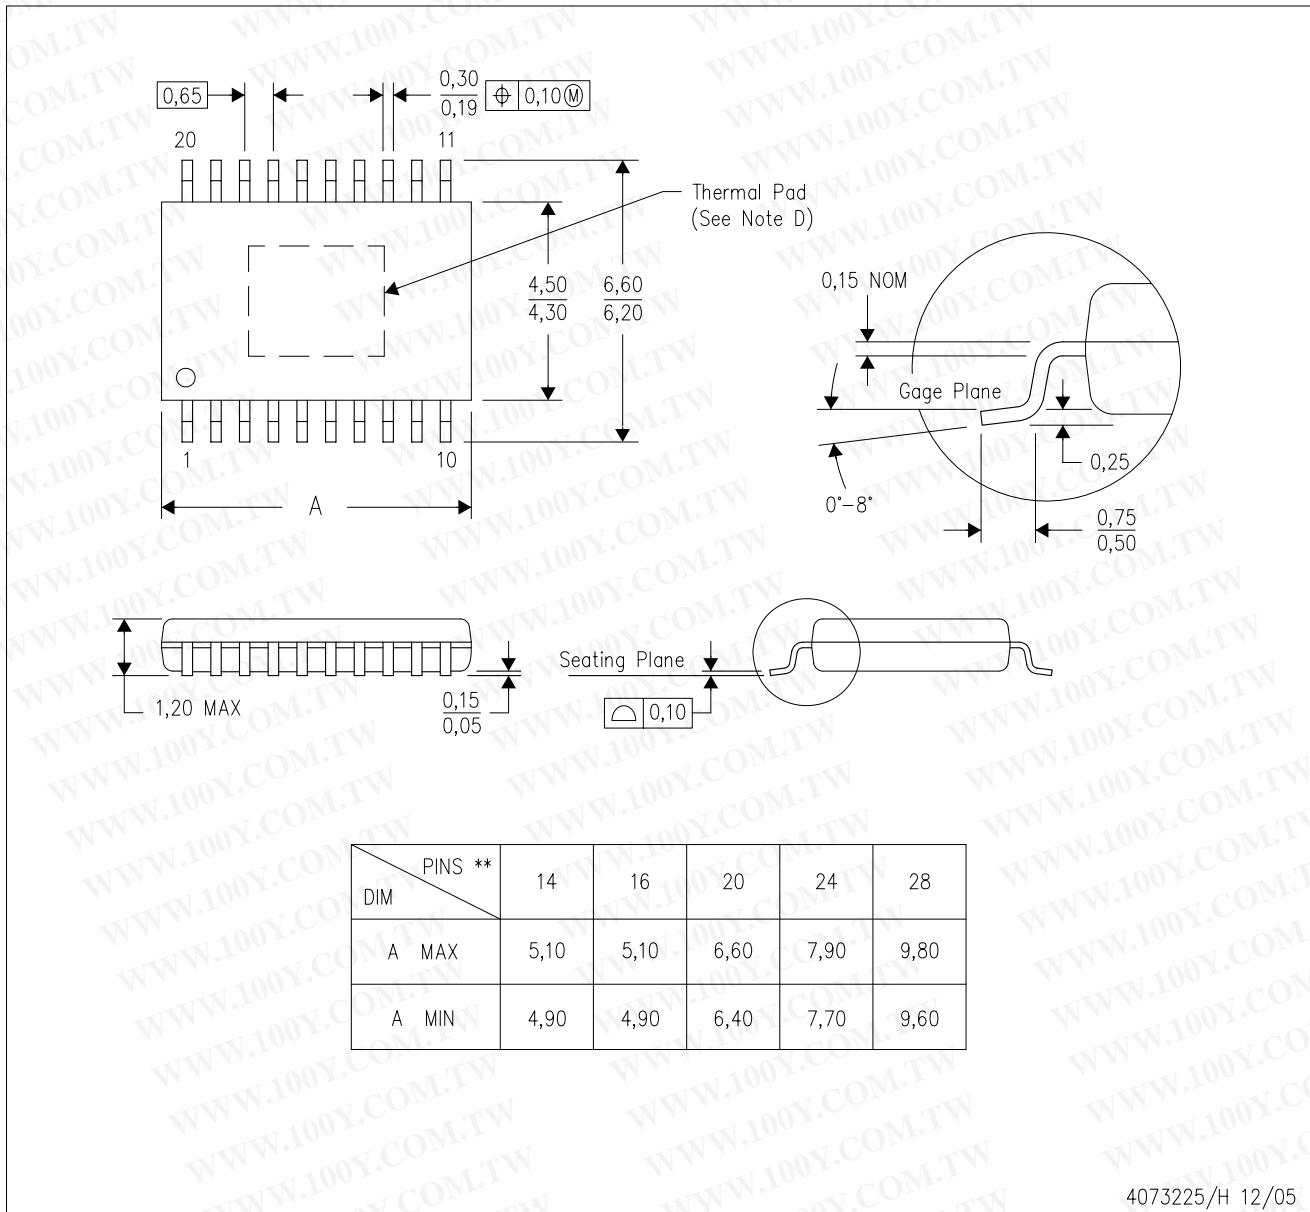 0,65
0,30
0,19
0,10 Ⓜ
20
11
Thermal Pad
(See Note D)
4,50
4,30
6,60
6,20
1
10
A
0,15 NOM
Gage Plane
0,25
0°–8°
0,75
0,50
1,20 MAX
0,15
0,05
Seating Plane
0,10
PINS **
DIM
14 16 20 24 28
A MAX 5,10 5,10 6,60 7,90 9,80
A MIN 4,90 4,90 6,40 7,70 9,60
4073225/H 12/05
WWW.100Y.COM.TW